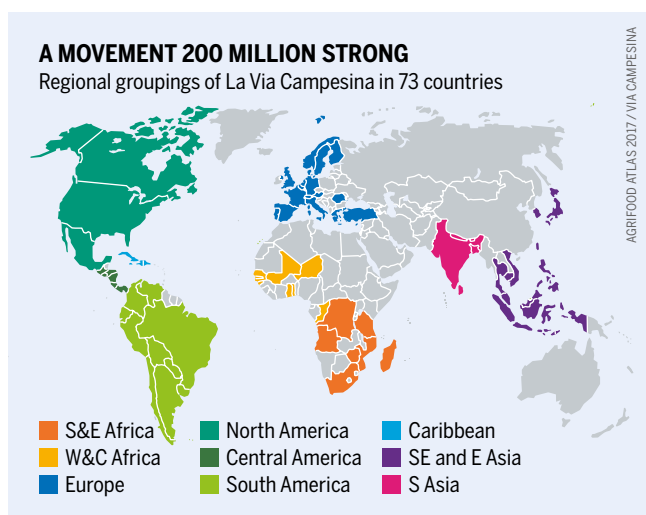 A MOVEMENT 200 MILLION STRONG
Regional groupings of La Via Campesina in 73 countries
AGRIFOOD ATLAS 2017 / VIA CAMPESINA
S&E Africa
W&C Africa
Europe
North America
Central America
South America
Caribbean
SE and E Asia
S Asia